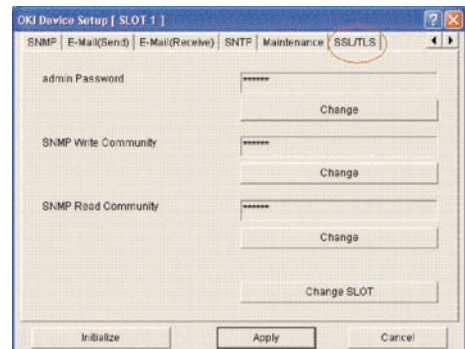 OKI Device Setup [ SLOT 1 ]
SNMP E-Mail(Send) E-Mail(Receive) SNTP Maintenance SSL/TLS
admin Password ******
Change
SNMP Write Community ******
Change
SNMP Read Community ******
Change
Change SLOT
Initialize Apply Cancel